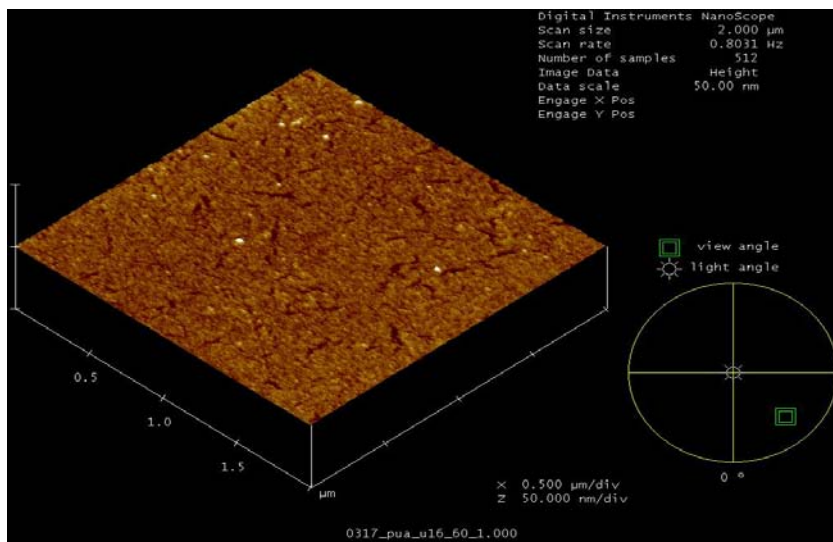 Digital Instruments NanoScope
Scan size 2.000 µm
Scan rate 0.8031 Hz
Number of samples 512
Image Data Height
Data scale 50.00 nm
Engage X Pos
Engage Y Pos
view angle
light angle
0.5
1.0
1.5
µm
0 °
X 0.500 µm/div
Z 50.000 nm/div
0317_pua_u16_60_1.000